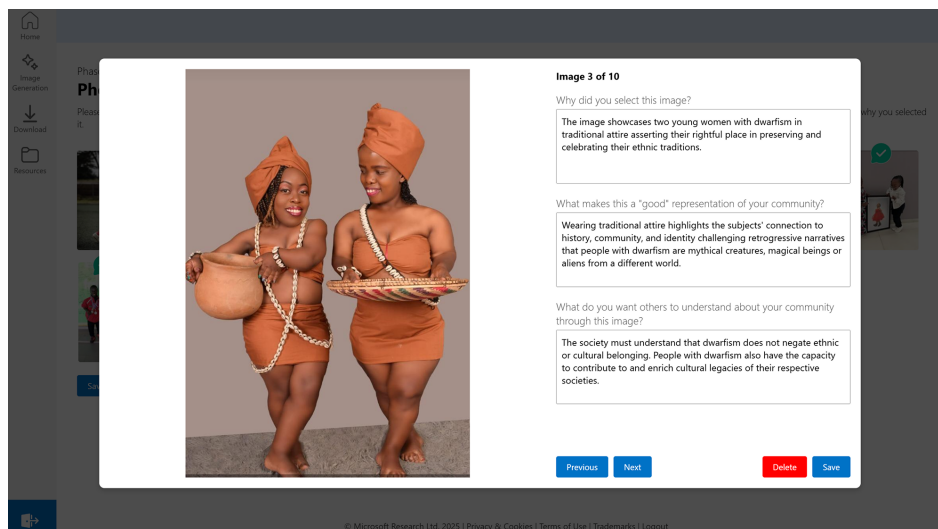 Home
Image
Generation
Download
Resources
Phas
Ph
Please
it.
why you selected
Image 3 of 10
Why did you select this image?
The image showcases two young women with dwarfism in
traditional attire asserting their rightful place in preserving and
celebrating their ethnic traditions.
What makes this a "good" representation of your community?
Wearing traditional attire highlights the subjects' connection to
history, community, and identity challenging retrogressive narratives
that people with dwarfism are mythical creatures, magical beings or
aliens from a different world.
What do you want others to understand about your community
through this image?
The society must understand that dwarfism does not negate ethnic
or cultural belonging. People with dwarfism also have the capacity
to contribute to and enrich cultural legacies of their respective
societies.
Sav
Previous
Next
Delete
Save
© Microsoft Research Ltd. 2025 | Privacy & Cookies | Terms of Use | Trademarks | Logout